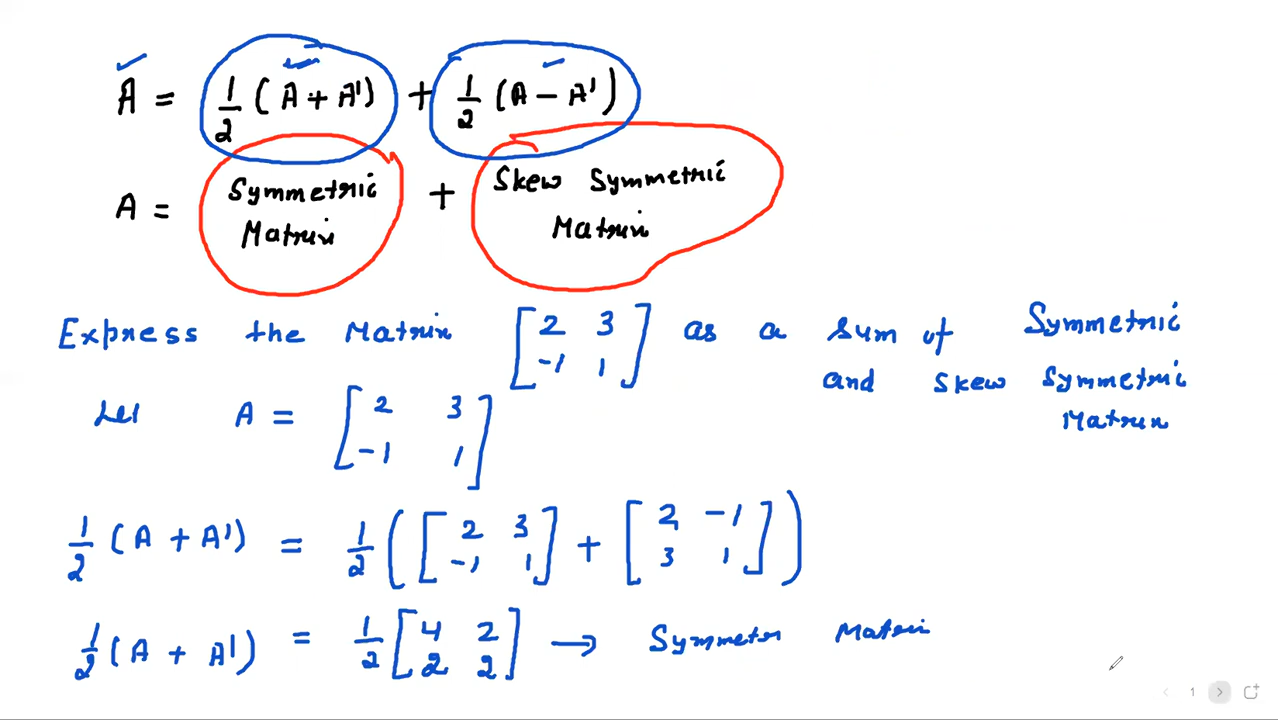 A = 1/2 (A + A') + 1/2 (A - A')
A = Symmetric Matrix + Skew Symmetric Matrix
Express the Matrix [2 3; -1 1] as a sum of Symmetric
and Skew Symmetric
Matrix
Let A = [2 3; -1 1]
1/2 (A + A') = 1/2 ([2 3; -1 1] + [2 -1; 3 1])
1/2 (A + A') = 1/2 [4 2; 2 2] → Symmetr Matrix
1